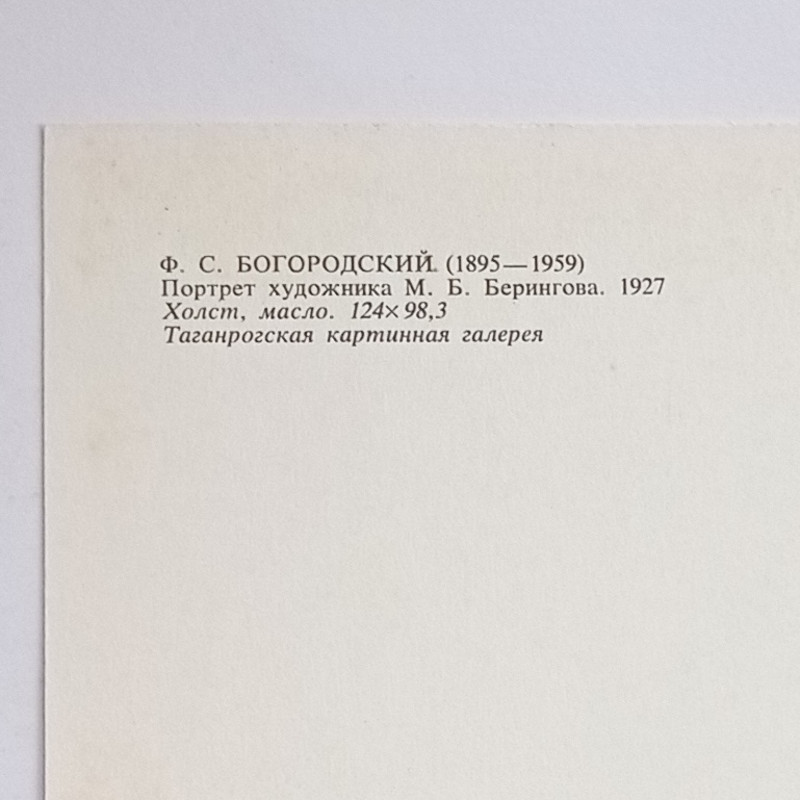 Ф. С. БОГОРОДСКИЙ. (1895—1959)
Портрет художника М. Б. Берингова. 1927
Холст, масло. 124×98,3
Таганрогская картинная галерея